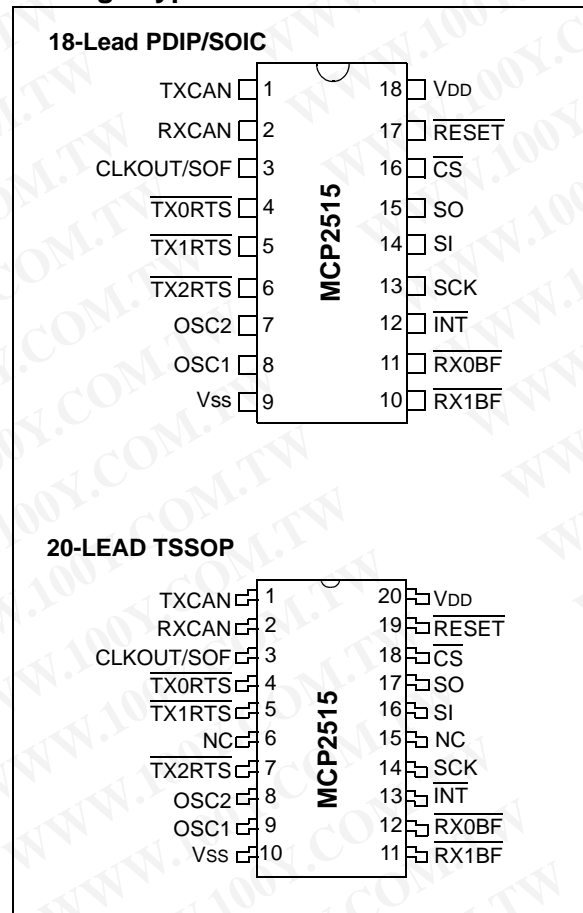 18-Lead PDIP/SOIC
TXCAN 1 18 VDD
RXCAN 2 17 RESET
CLKOUT/SOF 3 16 CS
TX0RTS 4 15 SO
TX1RTS 5 14 SI
TX2RTS 6 13 SCK
OSC2 7 12 INT
OSC1 8 11 RX0BF
Vss 9 10 RX1BF
MCP2515
20-LEAD TSSOP
TXCAN 1 20 VDD
RXCAN 2 19 RESET
CLKOUT/SOF 3 18 CS
TX0RTS 4 17 SO
TX1RTS 5 16 SI
NC 6 15 NC
TX2RTS 7 14 SCK
OSC2 8 13 INT
OSC1 9 12 RX0BF
Vss 10 11 RX1BF
MCP2515
WWW.100Y.COM.TW